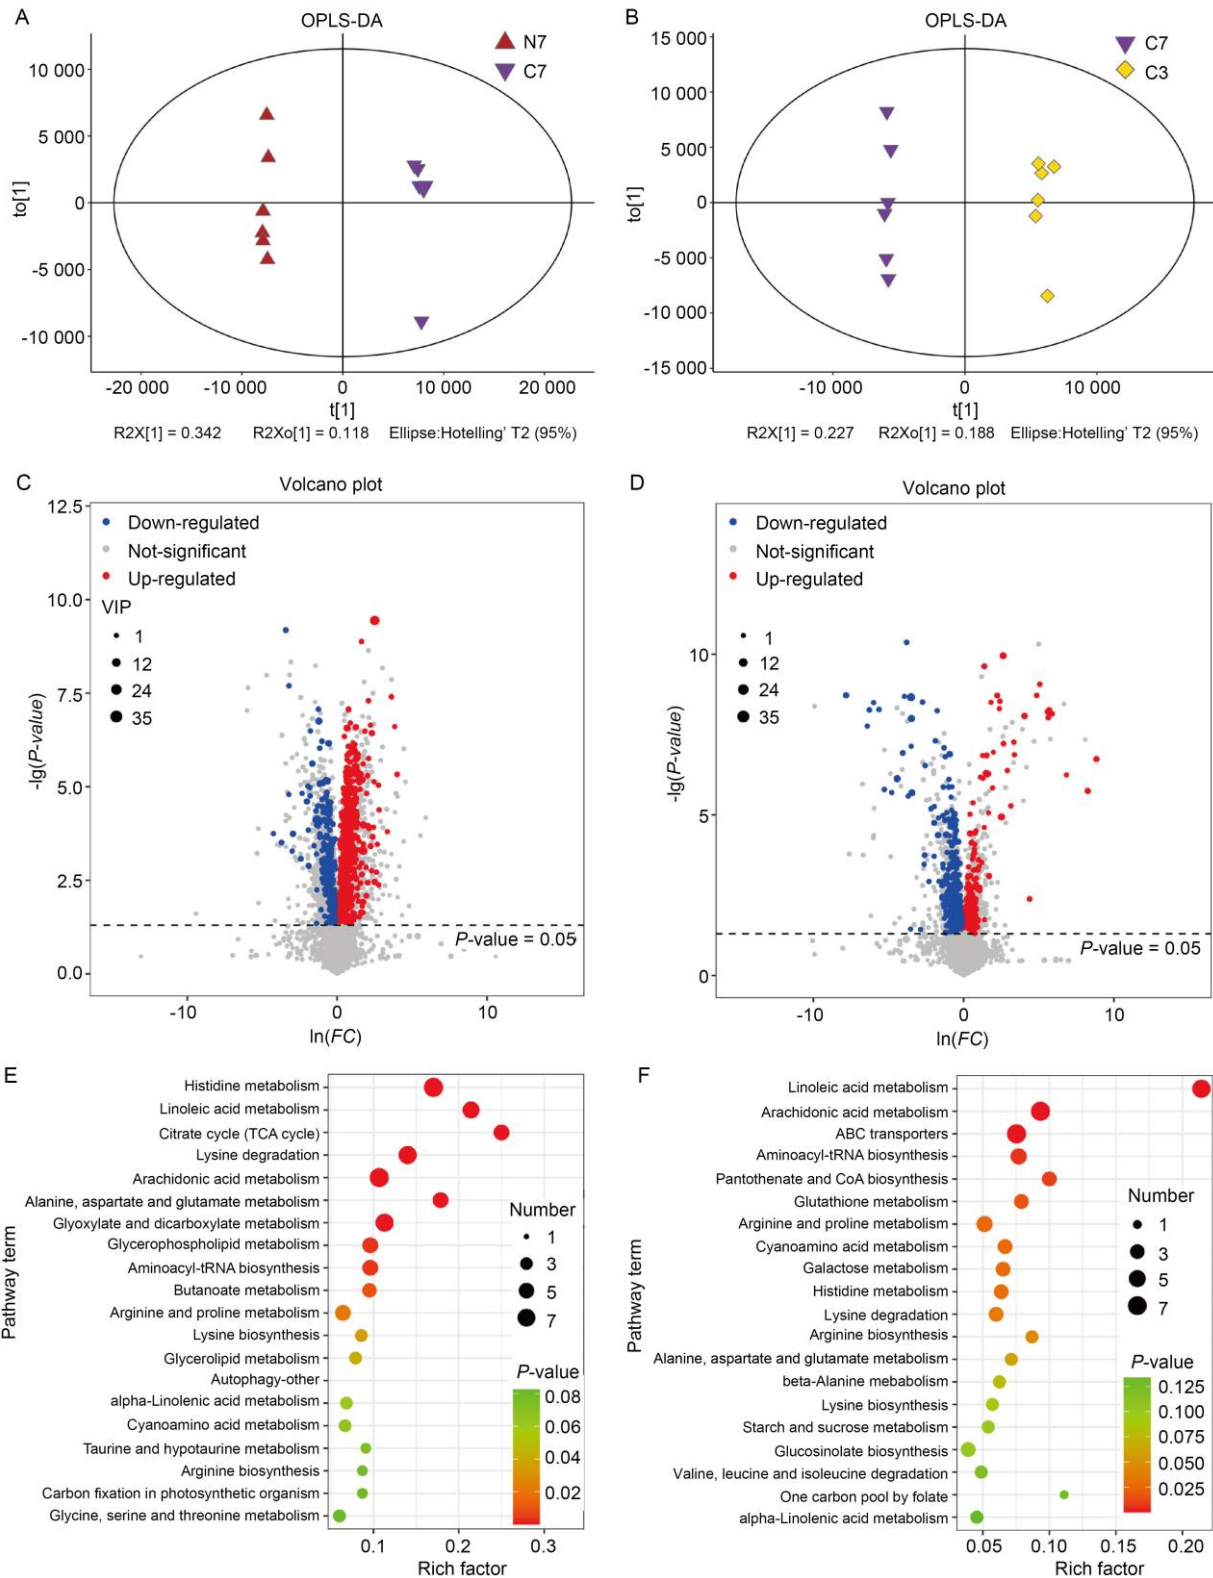 A
OPLS-DA
N7
C7
10 000
5 000
0
-5 000
-10 000
to[1]
-20 000 -10 000 0 10 000 20 000
t[1]
R2X[1] = 0.342 R2Xo[1] = 0.118 Ellipse:Hotelling' T2 (95%)
B
OPLS-DA
C7
C3
15 000
10 000
5 000
0
-5 000
-10 000
-15 000
to[1]
-10 000 0 10 000
t[1]
R2X[1] = 0.227 R2Xo[1] = 0.188 Ellipse:Hotelling' T2 (95%)
C
Volcano plot
Down-regulated
Not-significant
Up-regulated
VIP
1
12
24
35
12.5
10.0
7.5
5.0
2.5
0.0
-lg(P-value)
P-value = 0.05
-10 0 10
ln(FC)
D
Volcano plot
Down-regulated
Not-significant
Up-regulated
1
12
24
35
10
5
0
-lg(P-value)
P-value = 0.05
-10 0 10
ln(FC)
E
Pathway term
Histidine metabolism
Linoleic acid metabolism
Citrate cycle (TCA cycle)
Lysine degradation
Arachidonic acid metabolism
Alanine, aspartate and glutamate metabolism
Glyoxylate and dicarboxylate metabolism
Glycerophospholipid metabolism
Aminoacyl-tRNA biosynthesis
Butanoate metabolism
Arginine and proline metabolism
Lysine biosynthesis
Glycerolipid metabolism
Autophagy-other
alpha-Linolenic acid metabolism
Cyanoamino acid metabolism
Taurine and hypotaurine metabolism
Arginine biosynthesis
Carbon fixation in photosynthetic organism
Glycine, serine and threonine metabolism
Number
1
3
5
7
P-value
0.08
0.06
0.04
0.02
0.1 0.2 0.3
Rich factor
F
Pathway term
Linoleic acid metabolism
Arachidonic acid metabolism
ABC transporters
Aminoacyl-tRNA biosynthesis
Pantothenate and CoA biosynthesis
Glutathione metabolism
Arginine and proline metabolism
Cyanoamino acid metabolism
Galactose metabolism
Histidine metabolism
Lysine degradation
Arginine biosynthesis
Alanine, aspartate and glutamate metabolism
beta-Alanine mebabolism
Lysine biosynthesis
Starch and sucrose metabolism
Glucosinolate biosynthesis
Valine, leucine and isoleucine degradation
One carbon pool by folate
alpha-Linolenic acid metabolism
Number
1
3
5
7
P-value
0.125
0.100
0.075
0.050
0.025
0.05 0.10 0.15 0.20
Rich factor